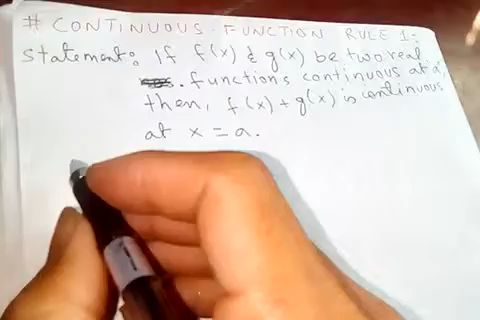 # CONTINUOUS FUNCTION RULE 1:-
Statement: If f(x) & g(x) be two real
functions continuous at 'a',
then, f(x) + g(x) is continuous
at x = a.